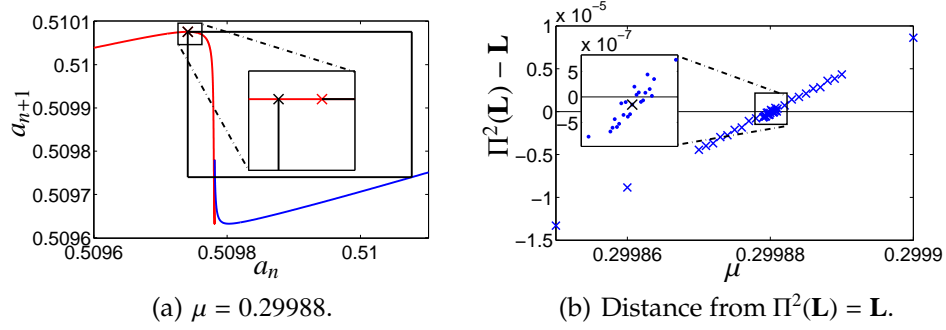 0.5101
0.51
0.5099
0.5098
0.5097
0.5096
a_{n+1}
0.5096
0.5098
0.51
a_n
(a) μ = 0.29988.
x 10^{-5}
1
0.5
0
-0.5
-1
-1.5
Π²(L) − L
x 10^{-7}
5
0
-5
0.29986
0.29988
0.2999
μ
(b) Distance from Π²(L) = L.